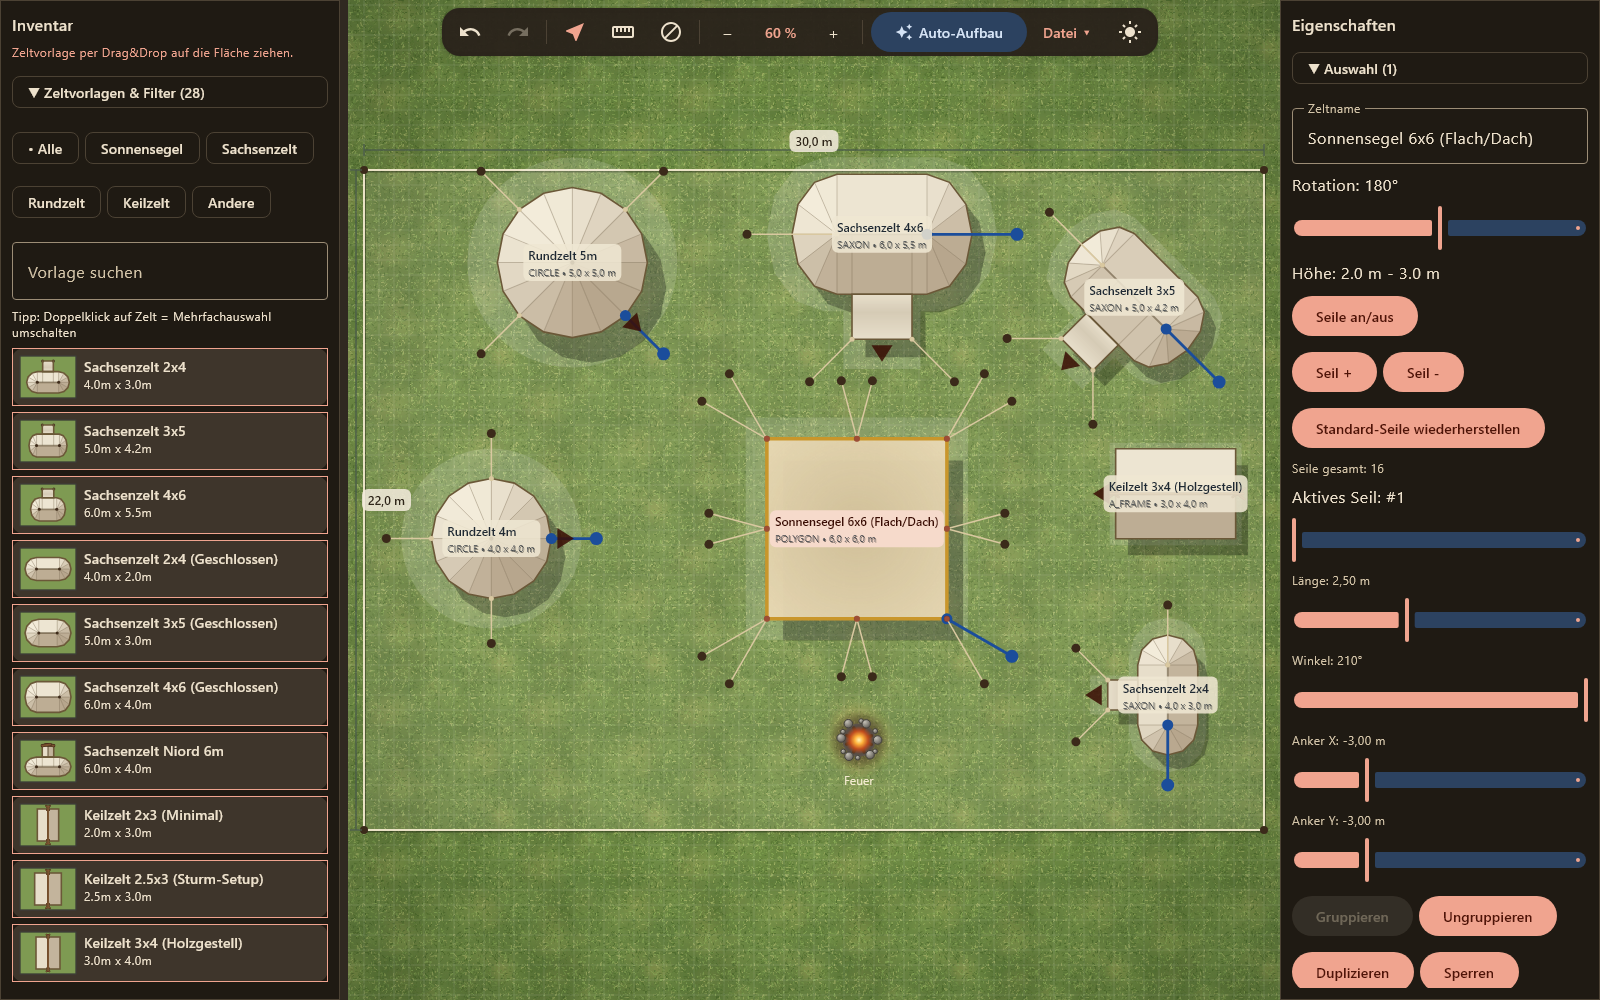 Inventar
Zeltvorlage per Drag&Drop auf die Fläche ziehen.
▼ Zeltvorlagen & Filter (28)
• Alle
Sonnensegel
Sachsenzelt
Rundzelt
Keilzelt
Andere
Vorlage suchen
Tipp: Doppelklick auf Zelt = Mehrfachauswahl
umschalten
Sachsenzelt 2x4
4.0m x 3.0m
Sachsenzelt 3x5
5.0m x 4.2m
Sachsenzelt 4x6
6.0m x 5.5m
Sachsenzelt 2x4 (Geschlossen)
4.0m x 2.0m
Sachsenzelt 3x5 (Geschlossen)
5.0m x 3.0m
Sachsenzelt 4x6 (Geschlossen)
6.0m x 4.0m
Sachsenzelt Niord 6m
6.0m x 4.0m
Keilzelt 2x3 (Minimal)
2.0m x 3.0m
Keilzelt 2.5x3 (Sturm-Setup)
2.5m x 3.0m
Keilzelt 3x4 (Holzgestell)
3.0m x 4.0m
– 60 % +
Auto-Aufbau
Datei ▾
30,0 m
22,0 m
Rundzelt 5m
CIRCLE • 5,0 x 5,0 m
Sachsenzelt 4x6
SAXON • 6,0 x 5,5 m
Sachsenzelt 3x5
SAXON • 5,0 x 4,2 m
Rundzelt 4m
CIRCLE • 4,0 x 4,0 m
Sonnensegel 6x6 (Flach/Dach)
POLYGON • 6,0 x 6,0 m
Keilzelt 3x4 (Holzgestell)
A_FRAME • 3,0 x 4,0 m
Sachsenzelt 2x4
SAXON • 4,0 x 3,0 m
Feuer
Eigenschaften
▼ Auswahl (1)
Zeltname
Sonnensegel 6x6 (Flach/Dach)
Rotation: 180°
Höhe: 2.0 m - 3.0 m
Seile an/aus
Seil +
Seil -
Standard-Seile wiederherstellen
Seile gesamt: 16
Aktives Seil: #1
Länge: 2,50 m
Winkel: 210°
Anker X: -3,00 m
Anker Y: -3,00 m
Gruppieren
Ungruppieren
Duplizieren
Sperren